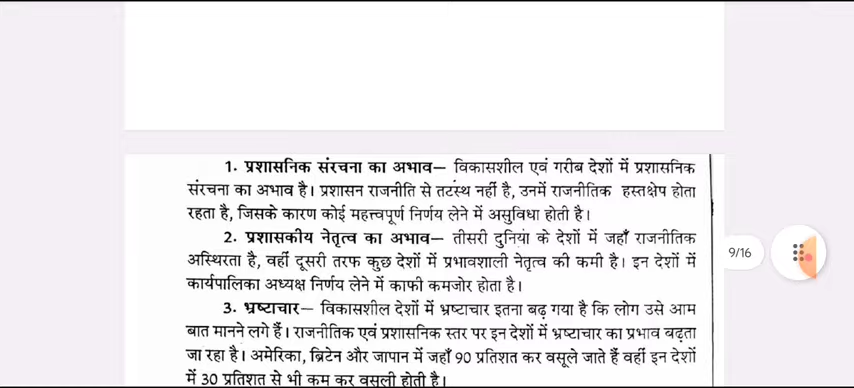 1. प्रशासनिक संरचना का अभाव— विकासशील एवं गरीब देशों में प्रशासनिक
संरचना का अभाव है। प्रशासन राजनीति से तटस्थ नहीं है, उनमें राजनीतिक हस्तक्षेप होता
रहता है, जिसके कारण कोई महत्त्वपूर्ण निर्णय लेने में असुविधा होती है।
2. प्रशासकीय नेतृत्व का अभाव— तीसरी दुनिया के देशों में जहाँ राजनीतिक
अस्थिरता है, वहीं दूसरी तरफ कुछ देशों में प्रभावशाली नेतृत्व की कमी है। इन देशों में
कार्यपालिका अध्यक्ष निर्णय लेने में काफी कमजोर होता है।
3. भ्रष्टाचार— विकासशील देशों में भ्रष्टाचार इतना बढ़ गया है कि लोग उसे आम
बात मानने लगे हैं। राजनीतिक एवं प्रशासनिक स्तर पर इन देशों में भ्रष्टाचार का प्रभाव बढ़ता
जा रहा है। अमेरिका, ब्रिटेन और जापान में जहाँ 90 प्रतिशत कर वसूले जाते हैं वहीं इन देशों
में 30 प्रतिशत से भी कम कर वसूली होती है।
9/16